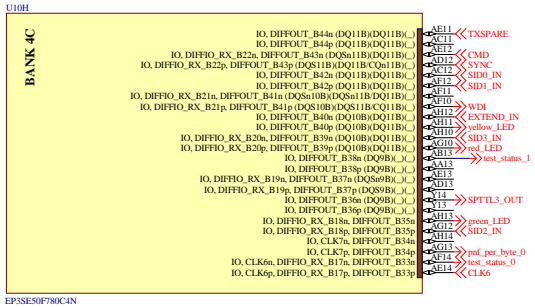 U10H
BANK 4C
IO, DIFFOUT_B44n (DQ11B)(DQ11B)(_) AE11 TXSPARE
IO, DIFFOUT_B44p (DQ11B)(DQ11B)(_) AC11
IO, DIFFIO_RX_B22n, DIFFOUT_B43n (DQSn11B)(DQ11B)(_) AE12 CMD
IO, DIFFIO_RX_B22p, DIFFOUT_B43p (DQS11B)(DQ11B/CQn11B)(_) AD12 SYNC
IO, DIFFOUT_B42n (DQ11B)(DQ11B)(_) AC12 SID0_IN
IO, DIFFOUT_B42p (DQ11B)(DQ11B)(_) AF12 SID1_IN
IO, DIFFIO_RX_B21n, DIFFOUT_B41n (DQSn10B)(DQSn11B/DQ11B)(_) AF11
IO, DIFFIO_RX_B21p, DIFFOUT_B41p (DQS10B)(DQS11B/CQ11B)(_) AF10 WDI
IO, DIFFOUT_B40n (DQ10B)(DQ11B)(_) AH12 EXTEND_IN
IO, DIFFOUT_B40p (DQ10B)(DQ11B)(_) AH11 yellow_LED
IO, DIFFIO_RX_B20n, DIFFOUT_B39n (DQ10B)(DQ11B)(_) AH10 SID3_IN
IO, DIFFIO_RX_B20p, DIFFOUT_B39p (DQ10B)(DQ11B)(_) AG10 red_LED
IO, DIFFOUT_B38n (DQ9B)(_)(_) AB13 test_status_1
IO, DIFFOUT_B38p (DQ9B)(_)(_) AA13
IO, DIFFIO_RX_B19n, DIFFOUT_B37n (DQSn9B)(_)(_) AE13
IO, DIFFIO_RX_B19p, DIFFOUT_B37p (DQS9B)(_)(_) AD13
IO, DIFFOUT_B36n (DQ9B)(_)(_) Y14 SPTTL3_OUT
IO, DIFFOUT_B36p (DQ9B)(_)(_) Y13
IO, DIFFIO_RX_B18n, DIFFOUT_B35n AH13 green_LED
IO, DIFFIO_RX_B18p, DIFFOUT_B35p AG12 SID2_IN
IO, CLK7n, DIFFOUT_B34n AH14
IO, CLK7p, DIFFOUT_B34p AG13 pnf_per_byte_0
IO, CLK6n, DIFFIO_RX_B17n, DIFFOUT_B33n AF14 test_status_0
IO, CLK6p, DIFFIO_RX_B17p, DIFFOUT_B33p AE14 CLK6
EP3SE50F780C4N